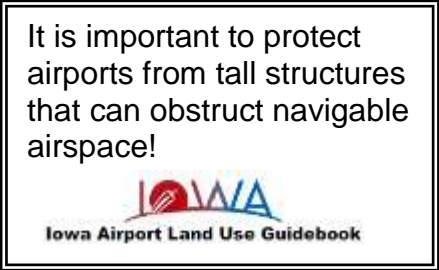 It is important to protect
airports from tall structures
that can obstruct navigable
airspace!
IOWA
Iowa Airport Land Use Guidebook